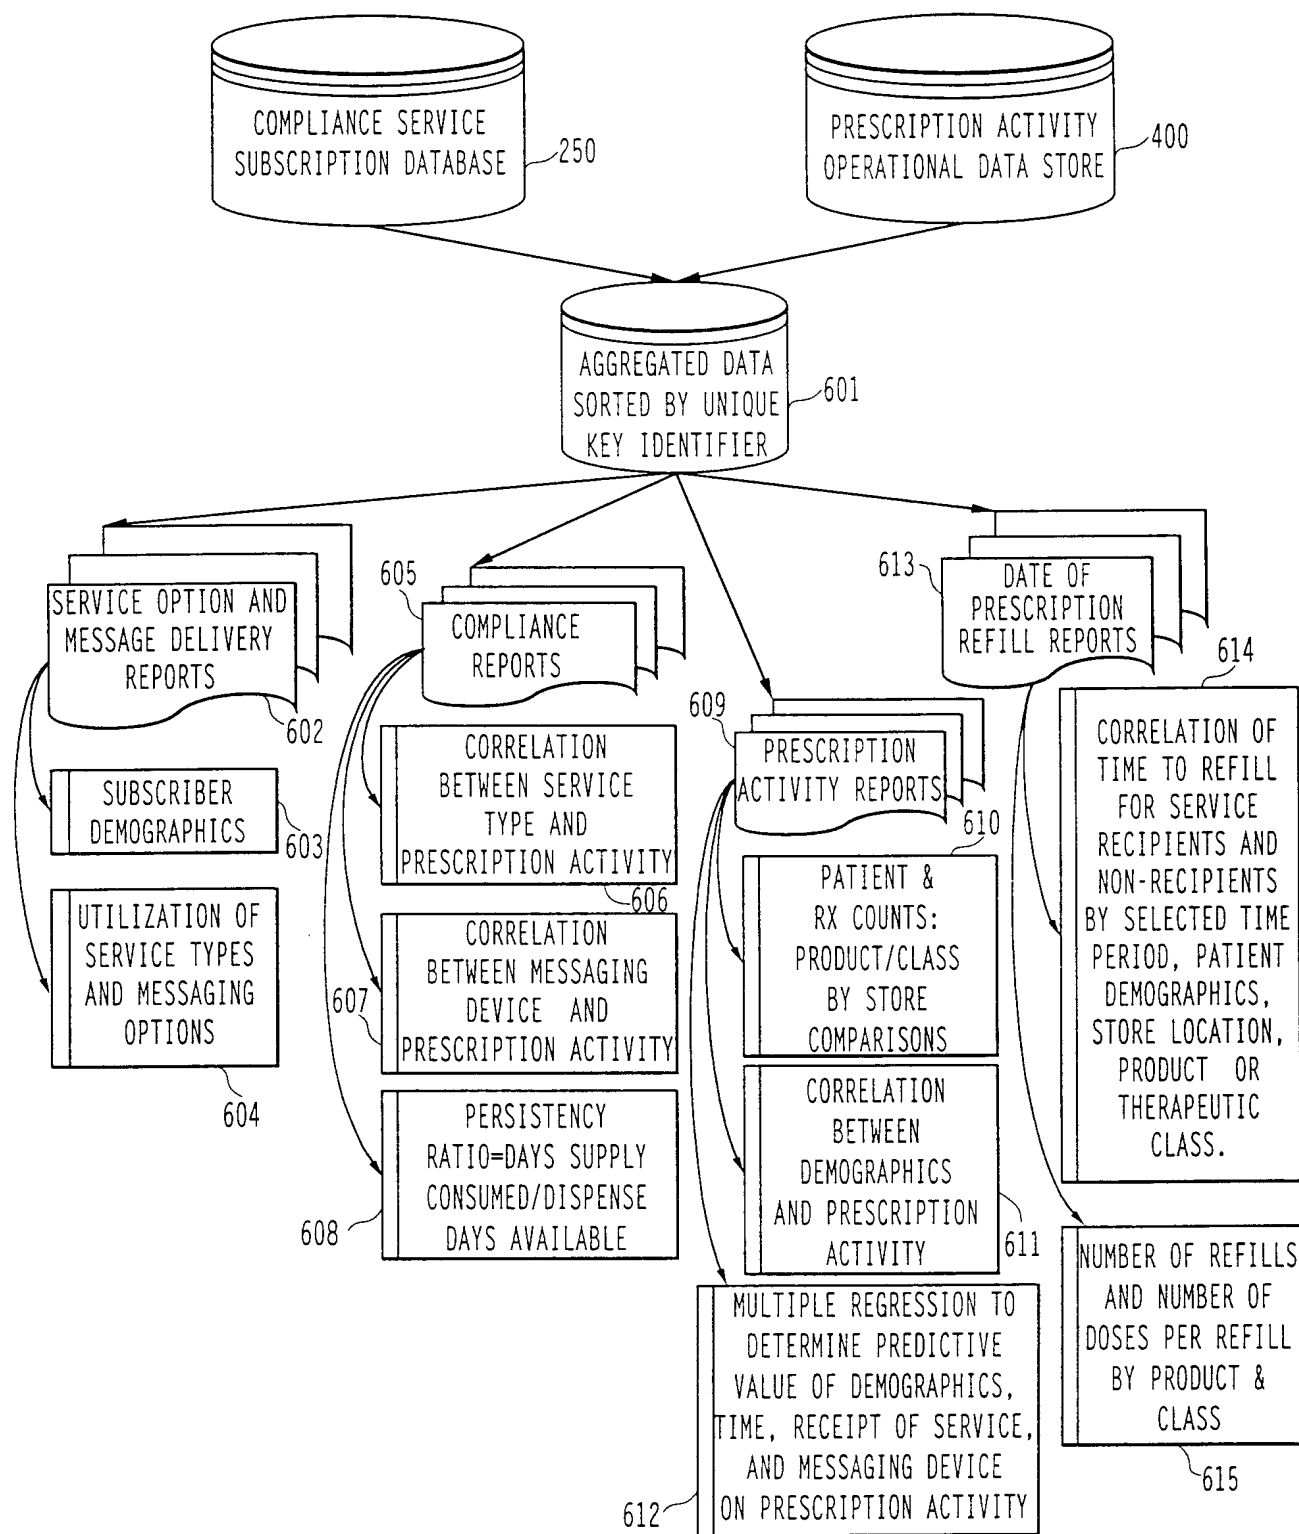 COMPLIANCE SERVICE
SUBSCRIPTION DATABASE
250
PRESCRIPTION ACTIVITY
OPERATIONAL DATA STORE
400
AGGREGATED DATA
SORTED BY UNIQUE
KEY IDENTIFIER
601
SERVICE OPTION AND
MESSAGE DELIVERY
REPORTS
602
SUBSCRIBER
DEMOGRAPHICS
603
UTILIZATION OF
SERVICE TYPES
AND MESSAGING
OPTIONS
604
605
COMPLIANCE
REPORTS
CORRELATION
BETWEEN SERVICE
TYPE AND
PRESCRIPTION ACTIVITY
606
CORRELATION
BETWEEN MESSAGING
DEVICE AND
PRESCRIPTION ACTIVITY
607
PERSISTENCY
RATIO=DAYS SUPPLY
CONSUMED/DISPENSE
DAYS AVAILABLE
608
609
PRESCRIPTION
ACTIVITY REPORTS
610
PATIENT &
RX COUNTS:
PRODUCT/CLASS
BY STORE
COMPARISONS
CORRELATION
BETWEEN
DEMOGRAPHICS
AND PRESCRIPTION
ACTIVITY
611
MULTIPLE REGRESSION TO
DETERMINE PREDICTIVE
VALUE OF DEMOGRAPHICS,
TIME, RECEIPT OF SERVICE,
AND MESSAGING DEVICE
ON PRESCRIPTION ACTIVITY
612
613
DATE OF
PRESCRIPTION
REFILL REPORTS
614
CORRELATION OF
TIME TO REFILL
FOR SERVICE
RECIPIENTS AND
NON-RECIPIENTS
BY SELECTED TIME
PERIOD, PATIENT
DEMOGRAPHICS,
STORE LOCATION,
PRODUCT OR
THERAPEUTIC
CLASS.
NUMBER OF REFILLS
AND NUMBER OF
DOSES PER REFILL
BY PRODUCT &
CLASS
615